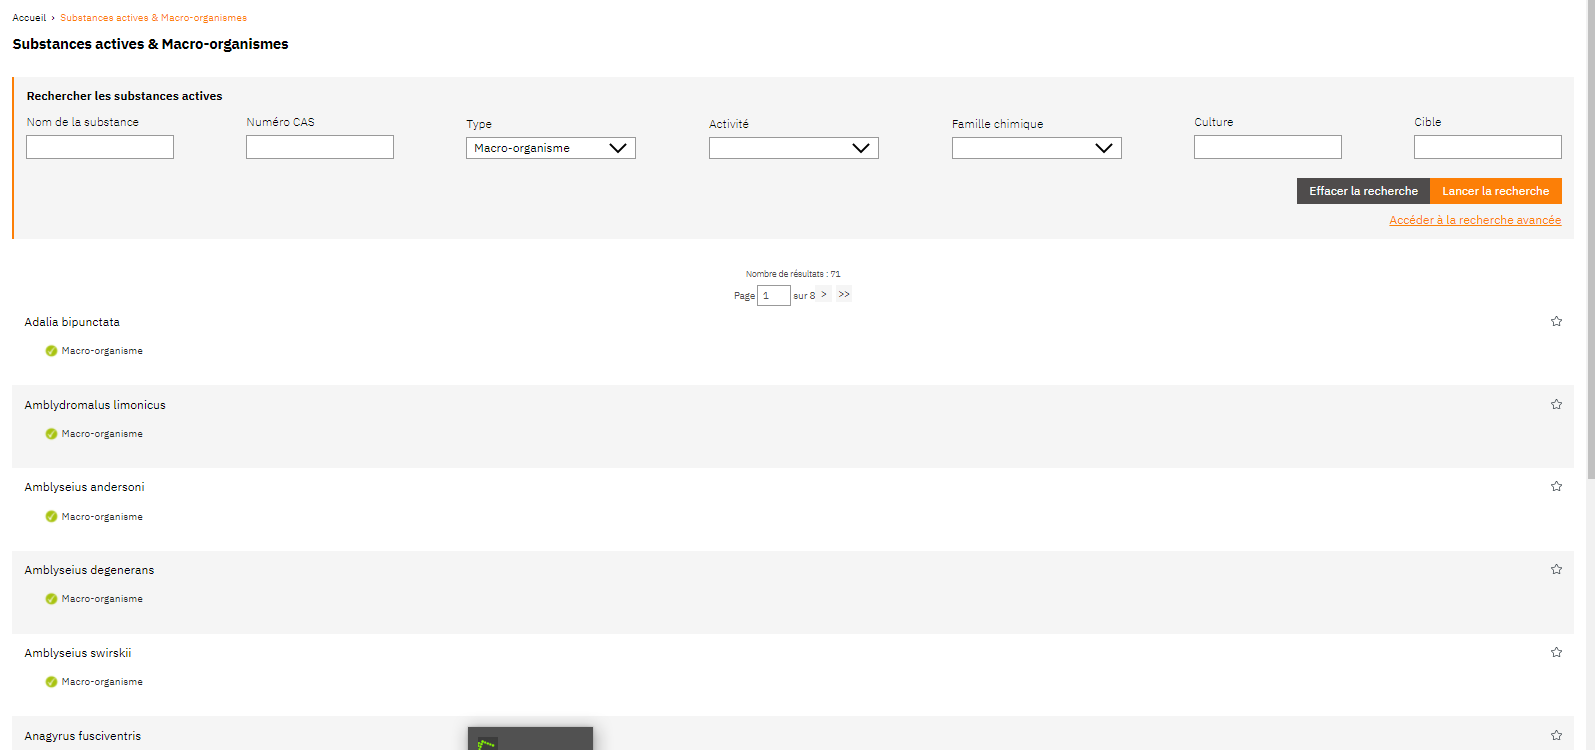 Accueil › Substances actives & Macro-organismes
Substances actives & Macro-organismes
Rechercher les substances actives
Nom de la substance
Numéro CAS
Type
Activité
Famille chimique
Culture
Cible
Macro-organisme
Effacer la recherche
Lancer la recherche
Accéder à la recherche avancée
Nombre de résultats : 71
Page 1 sur 8 > >>
Adalia bipunctata
Macro-organisme
Amblydromalus limonicus
Macro-organisme
Amblyseius andersoni
Macro-organisme
Amblyseius degenerans
Macro-organisme
Amblyseius swirskii
Macro-organisme
Anagyrus fusciventris